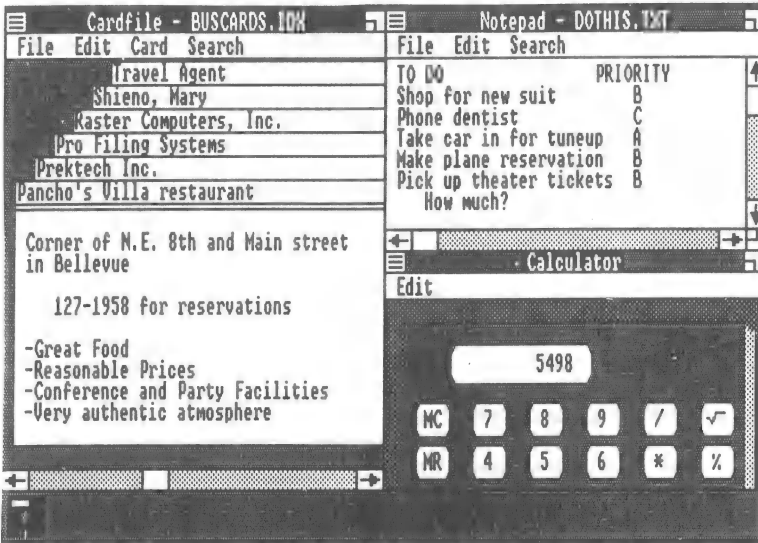 Cardfile - BUSCARDS.IDX
File Edit Card Search
Travel Agent
Shieno, Mary
Raster Computers, Inc.
Pro Filing Systems
Prektech Inc.
Pancho's Villa restaurant
Corner of N.E. 8th and Main street
in Bellevue
127-1958 for reservations
-Great Food
-Reasonable Prices
-Conference and Party Facilities
-Very authentic atmosphere
Notepad - DOTHIS.TXT
File Edit Search
TO DO PRIORITY
Shop for new suit B
Phone dentist C
Take car in for tuneup A
Make plane reservation B
Pick up theater tickets B
How much?
Calculator
Edit
5498
MC 7 8 9 / √
MR 4 5 6 * %